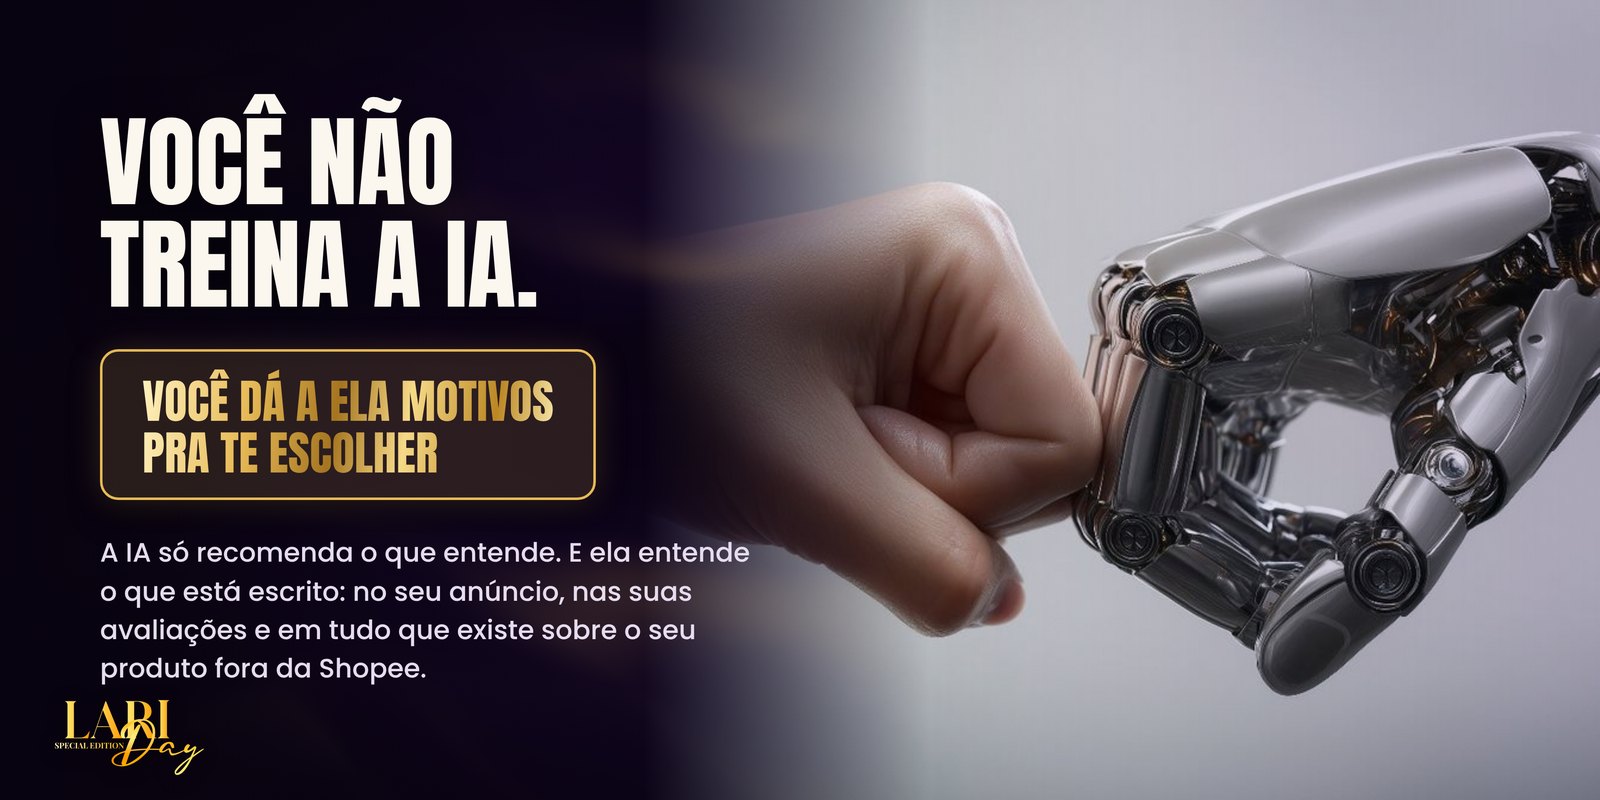 VOCÊ NÃO
TREINA A IA.
VOCÊ DÁ A ELA MOTIVOS
PRA TE ESCOLHER
A IA só recomenda o que entende. E ela entende
o que está escrito: no seu anúncio, nas suas
avaliações e em tudo que existe sobre o seu
produto fora da Shopee.
LARI
SPECIAL EDITION Day